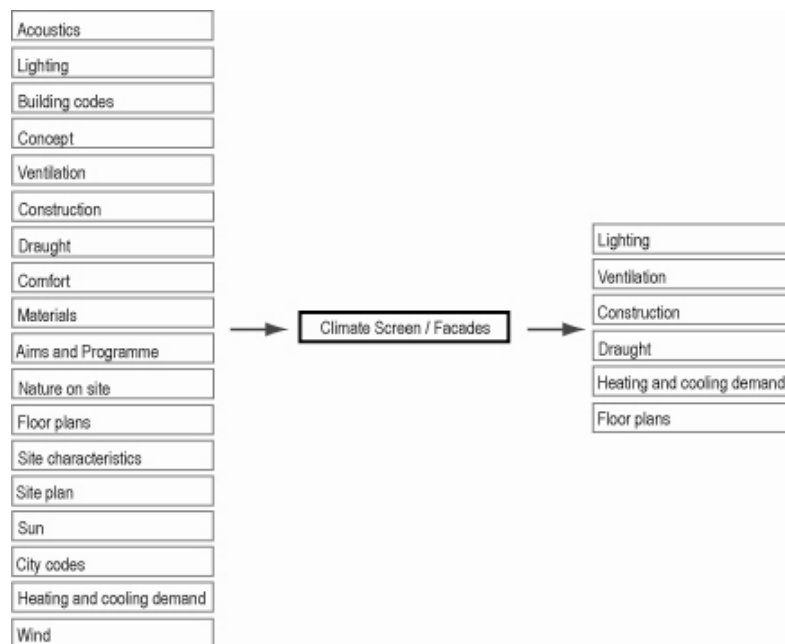 Acoustics
Lighting
Building codes
Concept
Ventilation
Construction
Draught
Comfort
Materials
Aims and Programme
Nature on site
Floor plans
Site characteristics
Site plan
Sun
City codes
Heating and cooling demand
Wind
Climate Screen / Facades
Lighting
Ventilation
Construction
Draught
Heating and cooling demand
Floor plans